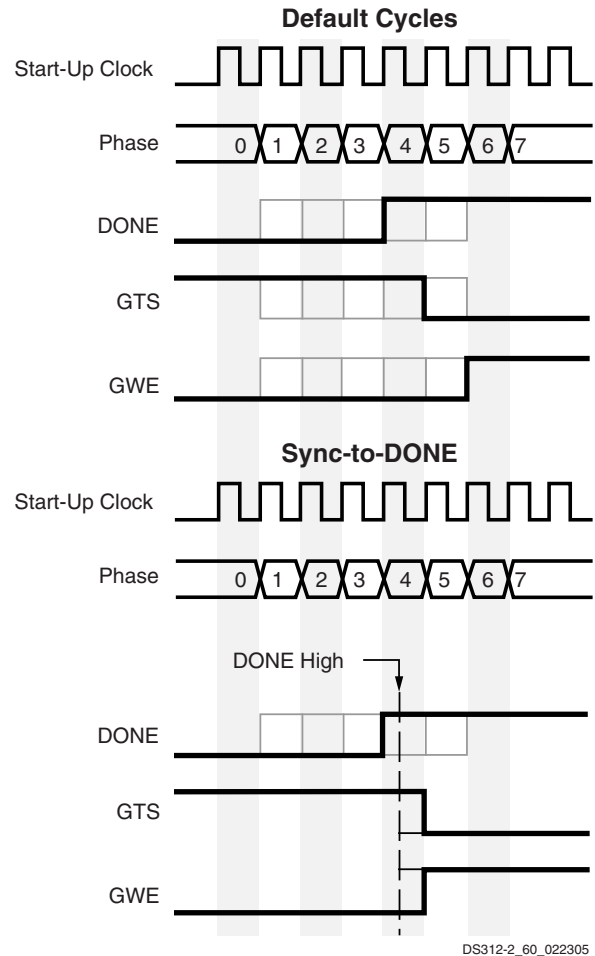 Default Cycles
Start-Up Clock
Phase 0 1 2 3 4 5 6 7
DONE
GTS
GWE
Sync-to-DONE
Start-Up Clock
Phase 0 1 2 3 4 5 6 7
DONE High
DONE
GTS
GWE
DS312-2_60_022305